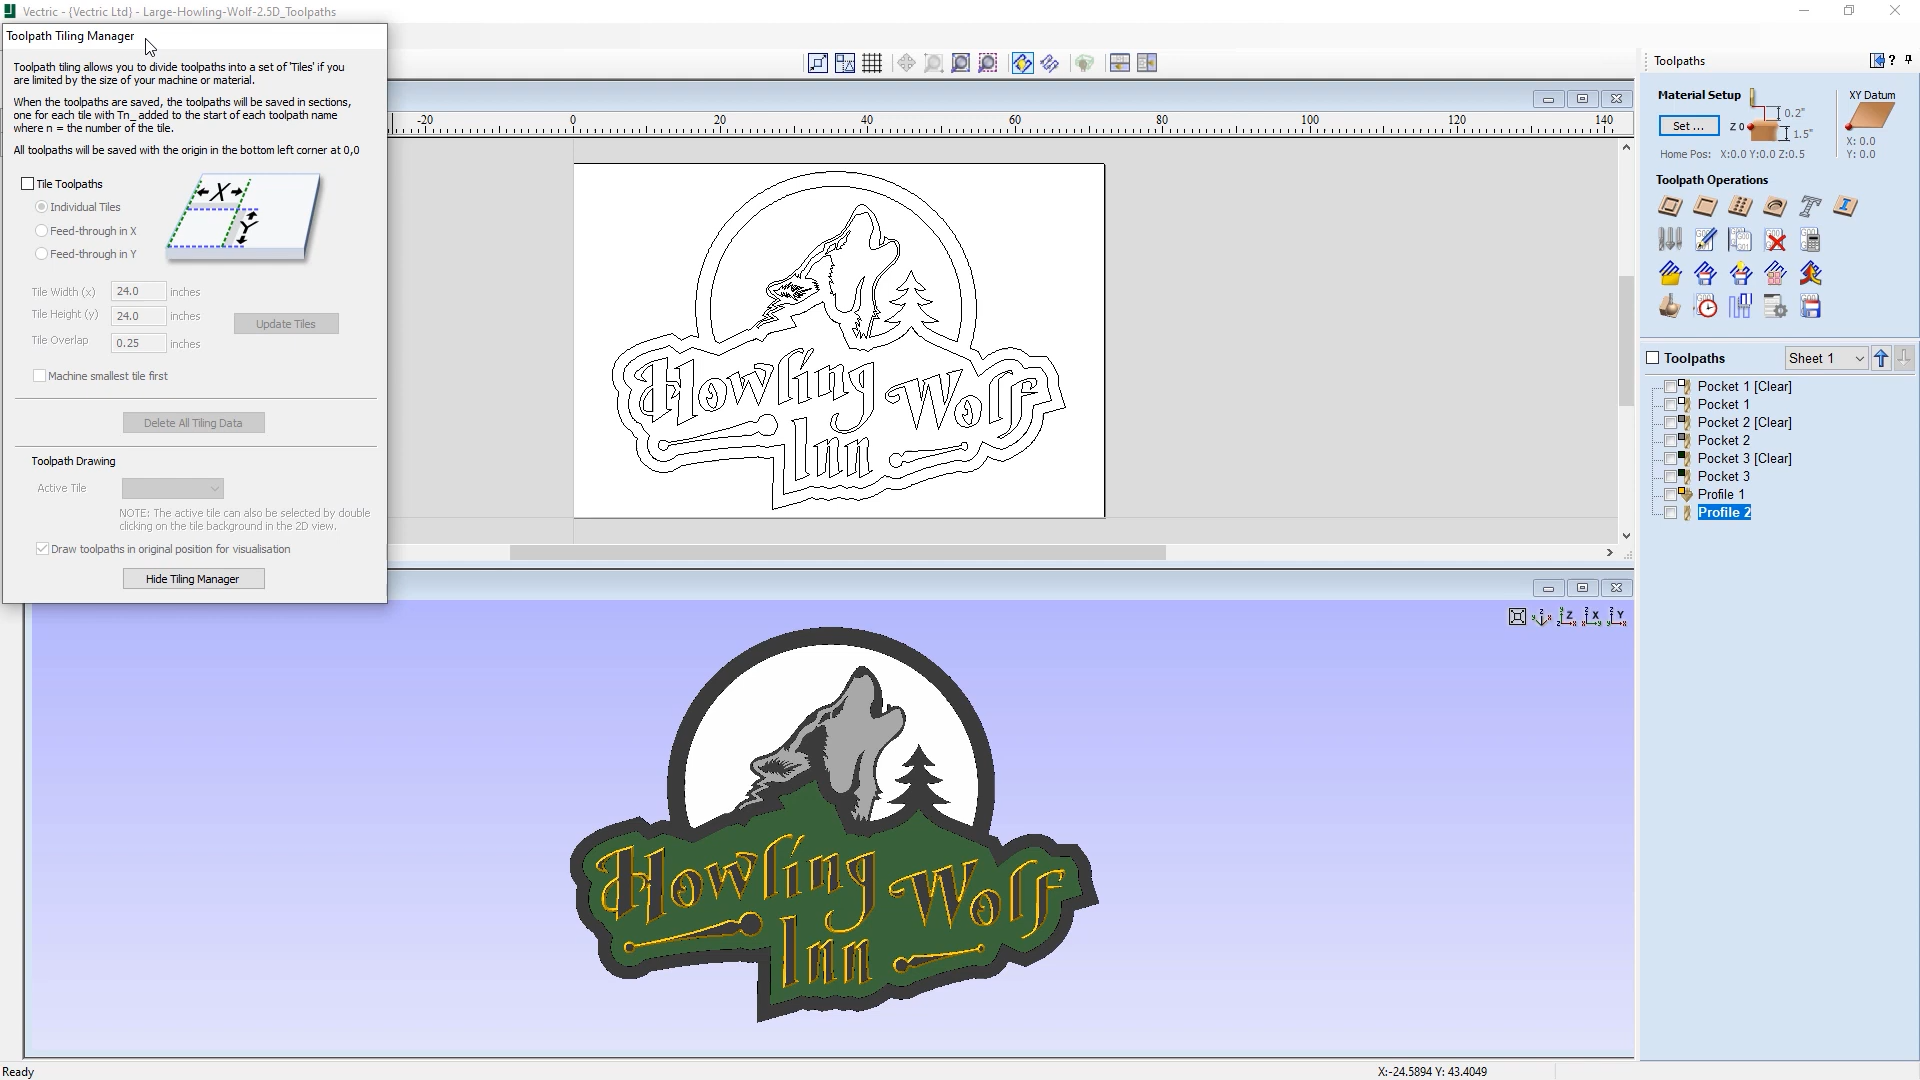 Vectric - {Vectric Ltd} - Large-Howling-Wolf-2.5D_Toolpaths
Toolpath Tiling Manager
Toolpath tiling allows you to divide toolpaths into a set of 'Tiles' if you
are limited by the size of your machine or material.
When the toolpaths are saved, the toolpaths will be saved in sections,
one for each tile with Tn_ added to the start of each toolpath name
where n = the number of the tile.
All toolpaths will be saved with the origin in the bottom left corner at 0,0
Tile Toolpaths
Individual Tiles
Feed-through in X
Feed-through in Y
X
Y
Tile Width (x) 24.0 inches
Tile Height (y) 24.0 inches
Update Tiles
Tile Overlap 0.25 inches
Machine smallest tile first
Delete All Tiling Data
Toolpath Drawing
Active Tile
NOTE: The active tile can also be selected by double
clicking on the tile background in the 2D view.
Draw toolpaths in original position for visualisation
Hide Tiling Manager
-20 0 20 40 60 80 100 120 140
Howling Wolf
Inn
Howling Wolf
Inn
Toolpaths
Material Setup
Set ...
Z 0
0.2"
1.5"
XY Datum
X: 0.0
Y: 0.0
Home Pos: X:0.0 Y:0.0 Z:0.5
Toolpath Operations
Toolpaths
Sheet 1
Pocket 1 [Clear]
Pocket 1
Pocket 2 [Clear]
Pocket 2
Pocket 3 [Clear]
Pocket 3
Profile 1
Profile 2
Ready
X:-24.5894 Y: 43.4049